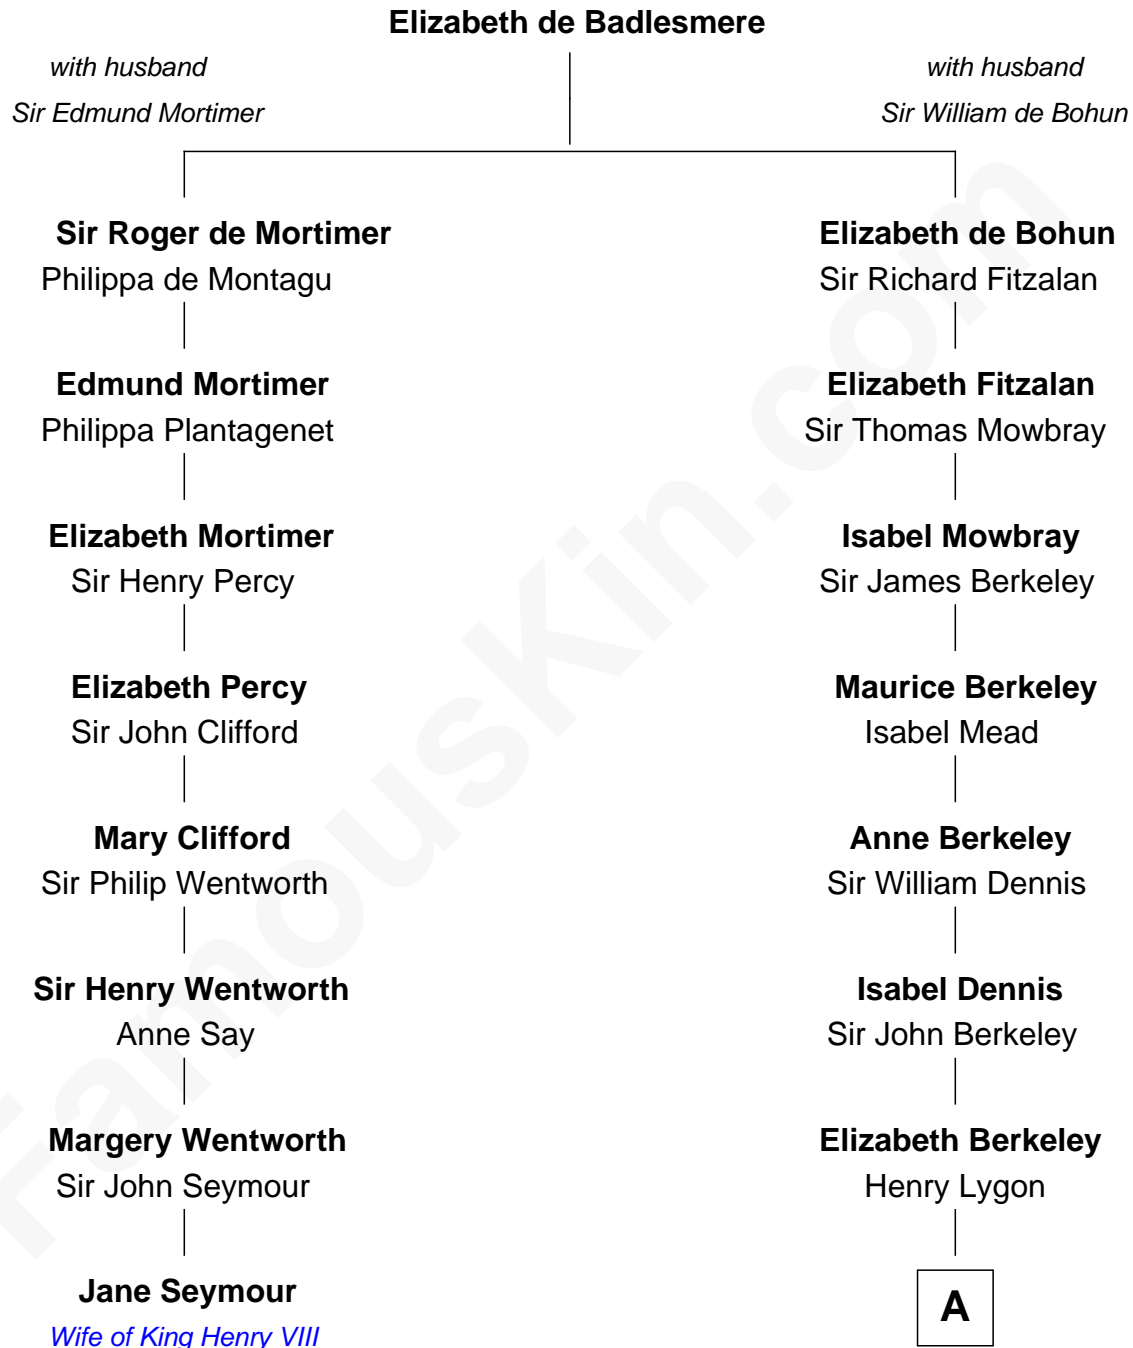 Elizabeth de Badlesmere
with husband
Sir Edmund Mortimer
with husband
Sir William de Bohun
Sir Roger de Mortimer
Philippa de Montagu
Elizabeth de Bohun
Sir Richard Fitzalan
Edmund Mortimer
Philippa Plantagenet
Elizabeth Fitzalan
Sir Thomas Mowbray
Elizabeth Mortimer
Sir Henry Percy
Isabel Mowbray
Sir James Berkeley
Elizabeth Percy
Sir John Clifford
Maurice Berkeley
Isabel Mead
Mary Clifford
Sir Philip Wentworth
Anne Berkeley
Sir William Dennis
Sir Henry Wentworth
Anne Say
Isabel Dennis
Sir John Berkeley
Margery Wentworth
Sir John Seymour
Elizabeth Berkeley
Henry Lygon
Jane Seymour
Wife of King Henry VIII
A
FamousKin.com